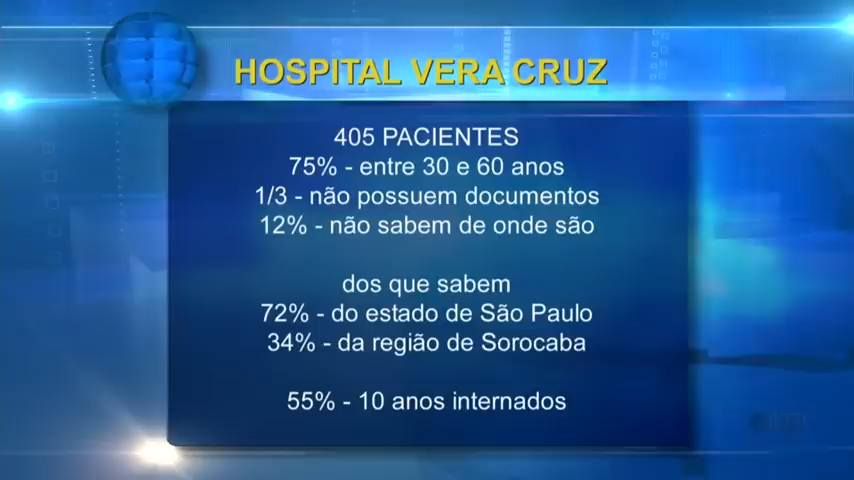 HOSPITAL VERA CRUZ
405 PACIENTES
75% - entre 30 e 60 anos
1/3 - não possuem documentos
12% - não sabem de onde são
dos que sabem
72% - do estado de São Paulo
34% - da região de Sorocaba
55% - 10 anos internados